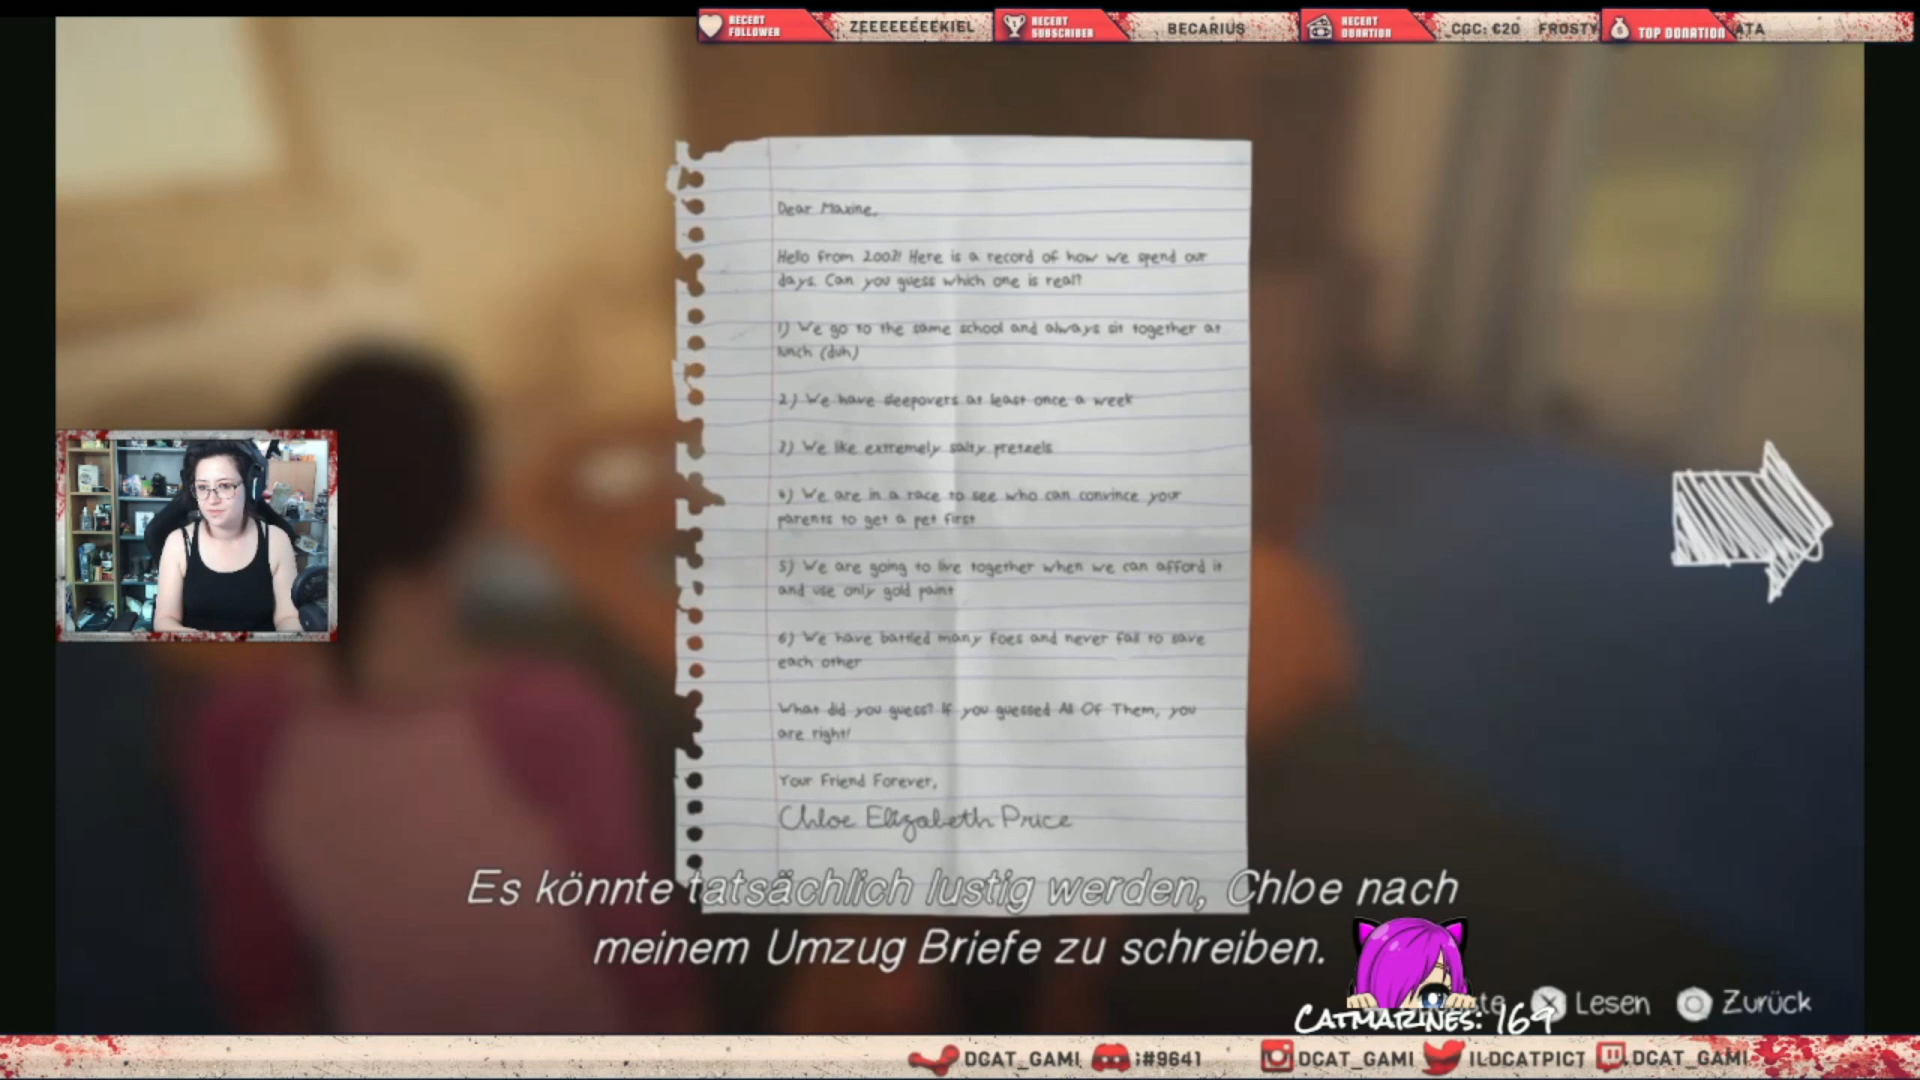 RECENT FOLLOWER
ZEEEEEEEEKIEL
RECENT SUBSCRIBER
BECARIUS
RECENT DONATION
CGC: €20 FROSTY
TOP DONATION
ATA
Dear Maxine,
Hello from 2003! Here is a record of how we spend our
days. Can you guess which one is real?
1) We go to the same school and always sit together at
lunch (duh)
2) We have sleepovers at least once a week
3) We like extremely salty pretzels
4) We are in a race to see who can convince your
parents to get a pet first
5) We are going to live together when we can afford it
and use only gold paint
6) We have battled many foes and never fail to save
each other
What did you guess? If you guessed All Of Them, you
are right!
Your Friend Forever,
Chloe Elizabeth Price
Es könnte tatsächlich lustig werden, Chloe nach
meinem Umzug Briefe zu schreiben.
Lesen
Zurück
CATMARINES: 169
DCAT_GAMI
:#9641
DCAT_GAMI
ILDCATPICT
DCAT_GAMI